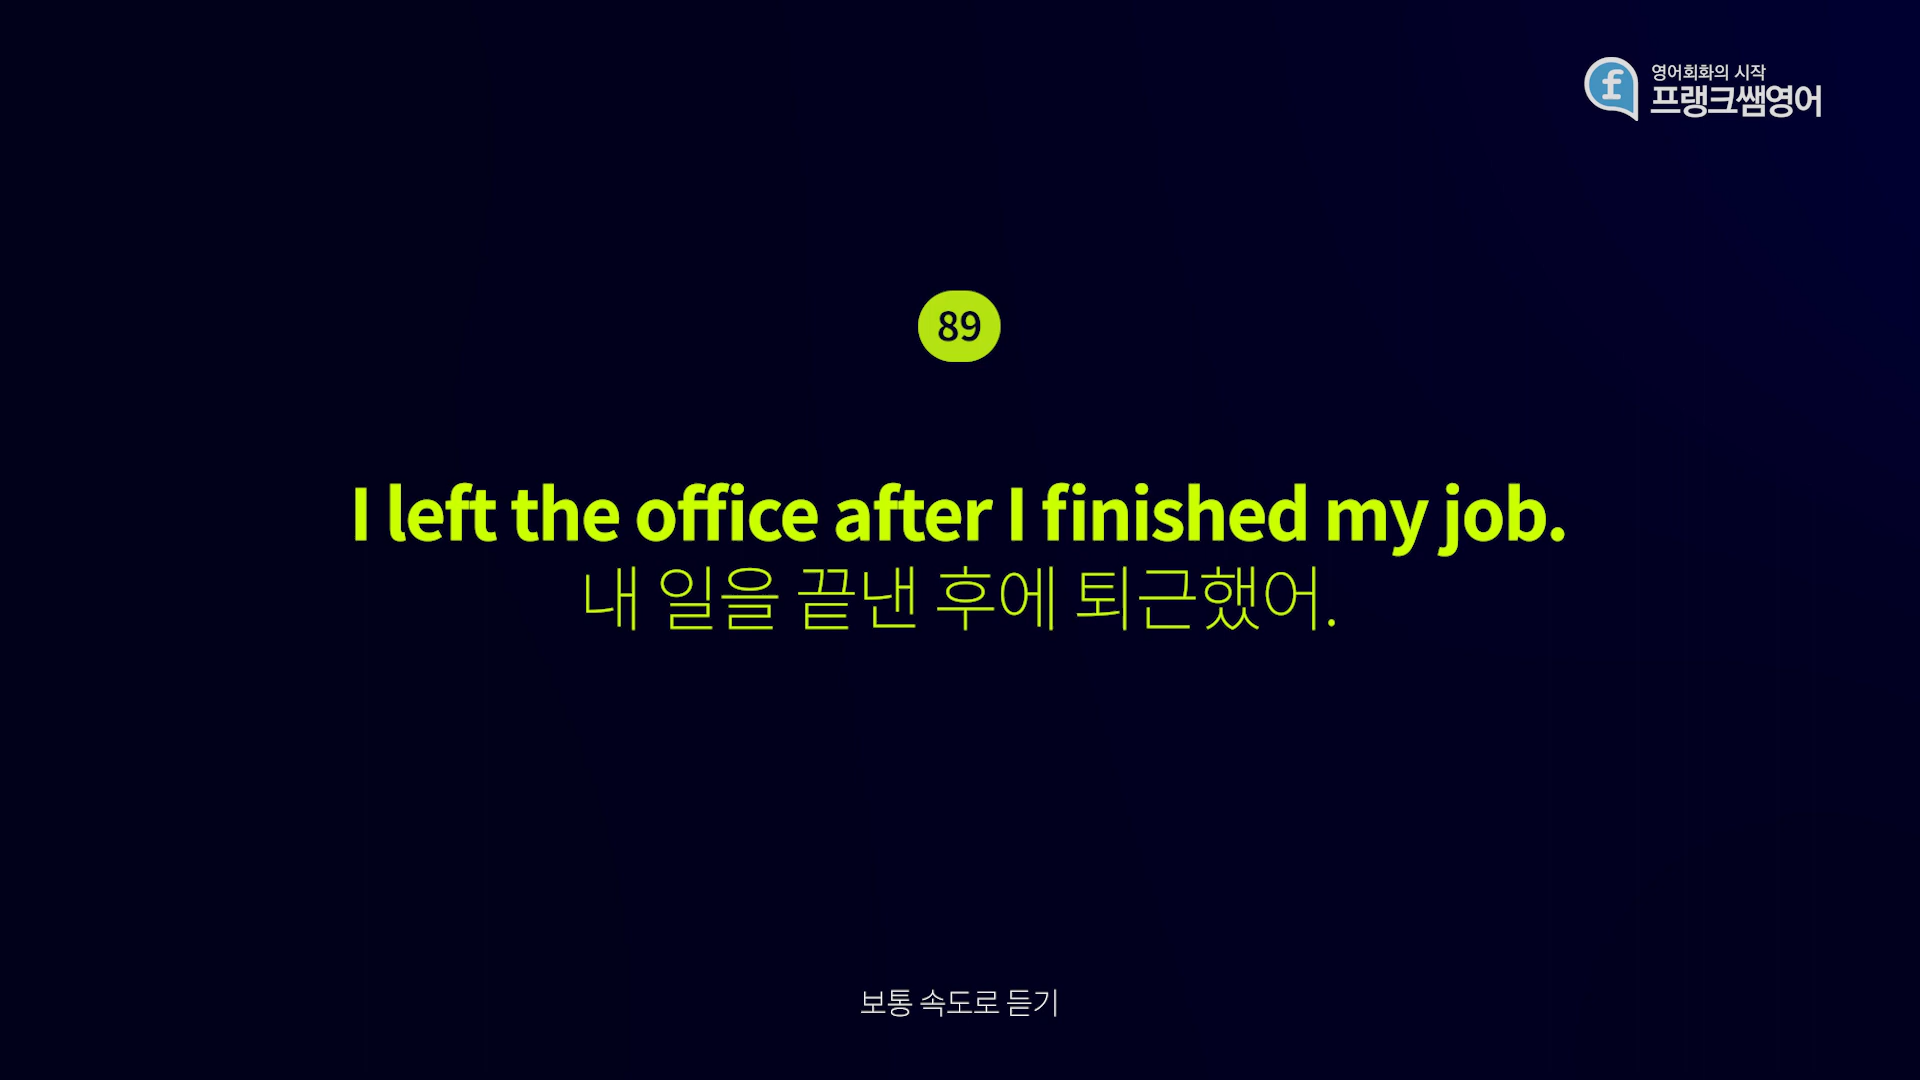 영어회화의 시작
프랭크쌤영어
89
I left the office after I finished my job.
내 일을 끝낸 후에 퇴근했어.
보통 속도로 듣기